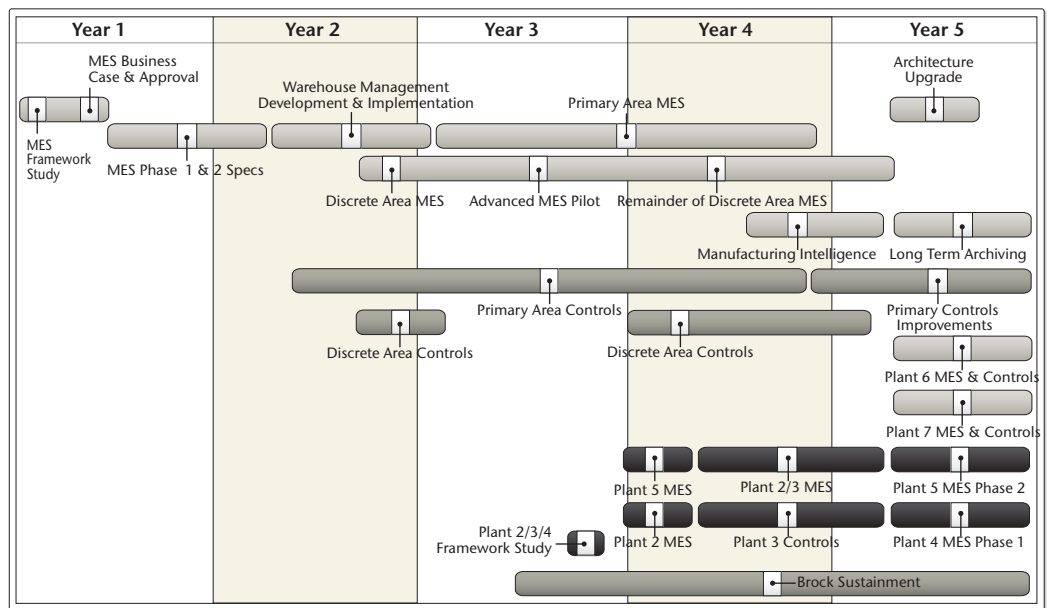 Year 1
Year 2
Year 3
Year 4
Year 5
MES Business
Case & Approval
Architecture
Upgrade
Warehouse Management
Development & Implementation
Primary Area MES
MES
Framework
Study
MES Phase 1 & 2 Specs
Discrete Area MES
Advanced MES Pilot
Remainder of Discrete Area MES
Manufacturing Intelligence
Long Term Archiving
Primary Area Controls
Primary Controls
Improvements
Discrete Area Controls
Discrete Area Controls
Plant 6 MES & Controls
Plant 7 MES & Controls
Plant 5 MES
Plant 2/3 MES
Plant 5 MES Phase 2
Plant 2/3/4
Framework Study
Plant 2 MES
Plant 3 Controls
Plant 4 MES Phase 1
Brock Sustainment